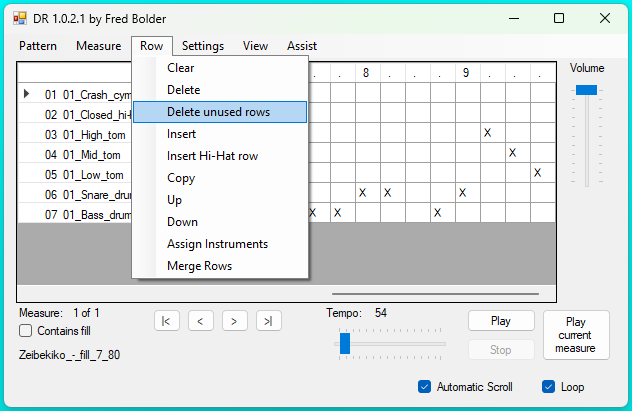 DR 1.0.2.1 by Fred Bolder
Pattern Measure Row Settings View Assist
Clear
Delete
Delete unused rows
Insert
Insert Hi-Hat row
Copy
Up
Down
Assign Instruments
Merge Rows
. . 8 . . . 9 . . .
01 01_Crash_cym
02 01_Closed_hi-
03 01_High_tom X
04 01_Mid_tom X
05 01_Low_tom X
06 01_Snare_dru X X X
07 01_Bass_drum X X X
Volume
Measure: 1 of 1
Contains fill
Zeibekiko_-_fill_7_80
|< < > >|
Tempo: 54
Play
Stop
Play
current
measure
Automatic Scroll Loop